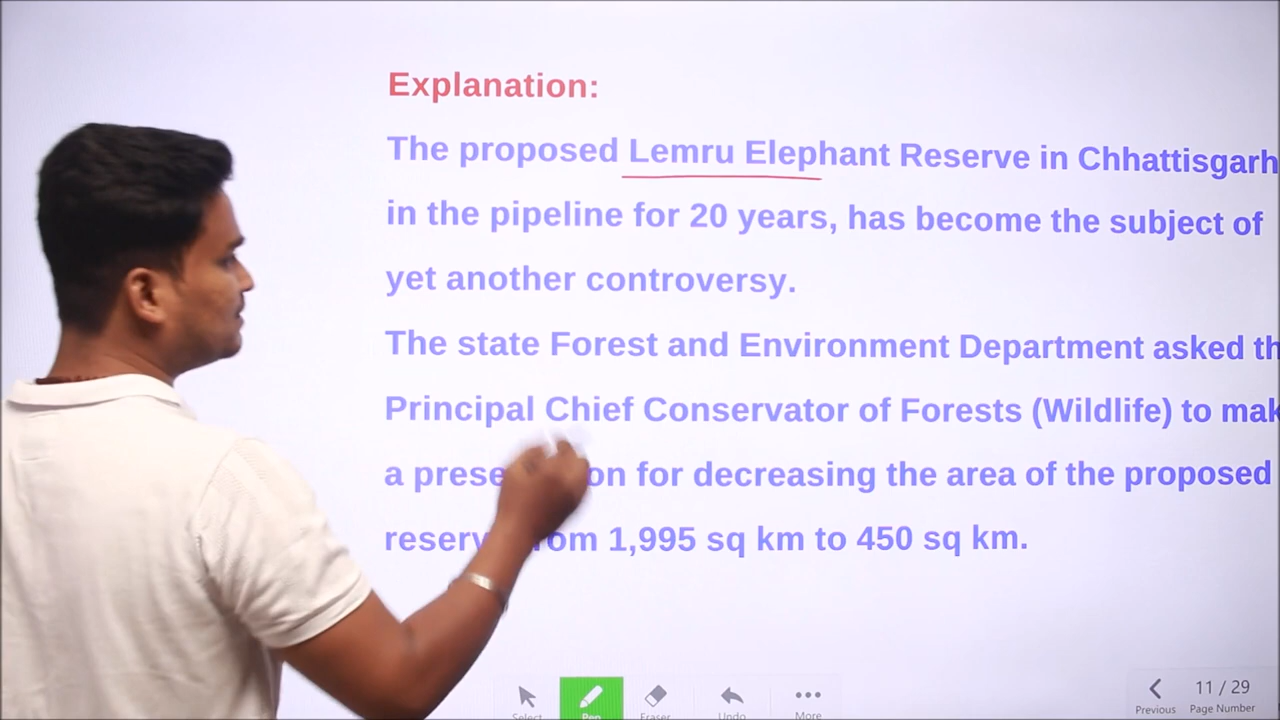 Explanation:
The proposed Lemru Elephant Reserve in Chhattisgarh
in the pipeline for 20 years, has become the subject of
yet another controversy.
The state Forest and Environment Department asked th
Principal Chief Conservator of Forests (Wildlife) to mak
a prese on for decreasing the area of the proposed
reserv om 1,995 sq km to 450 sq km.
Select Pen Eraser Undo More
Previous 11 / 29 Page Number